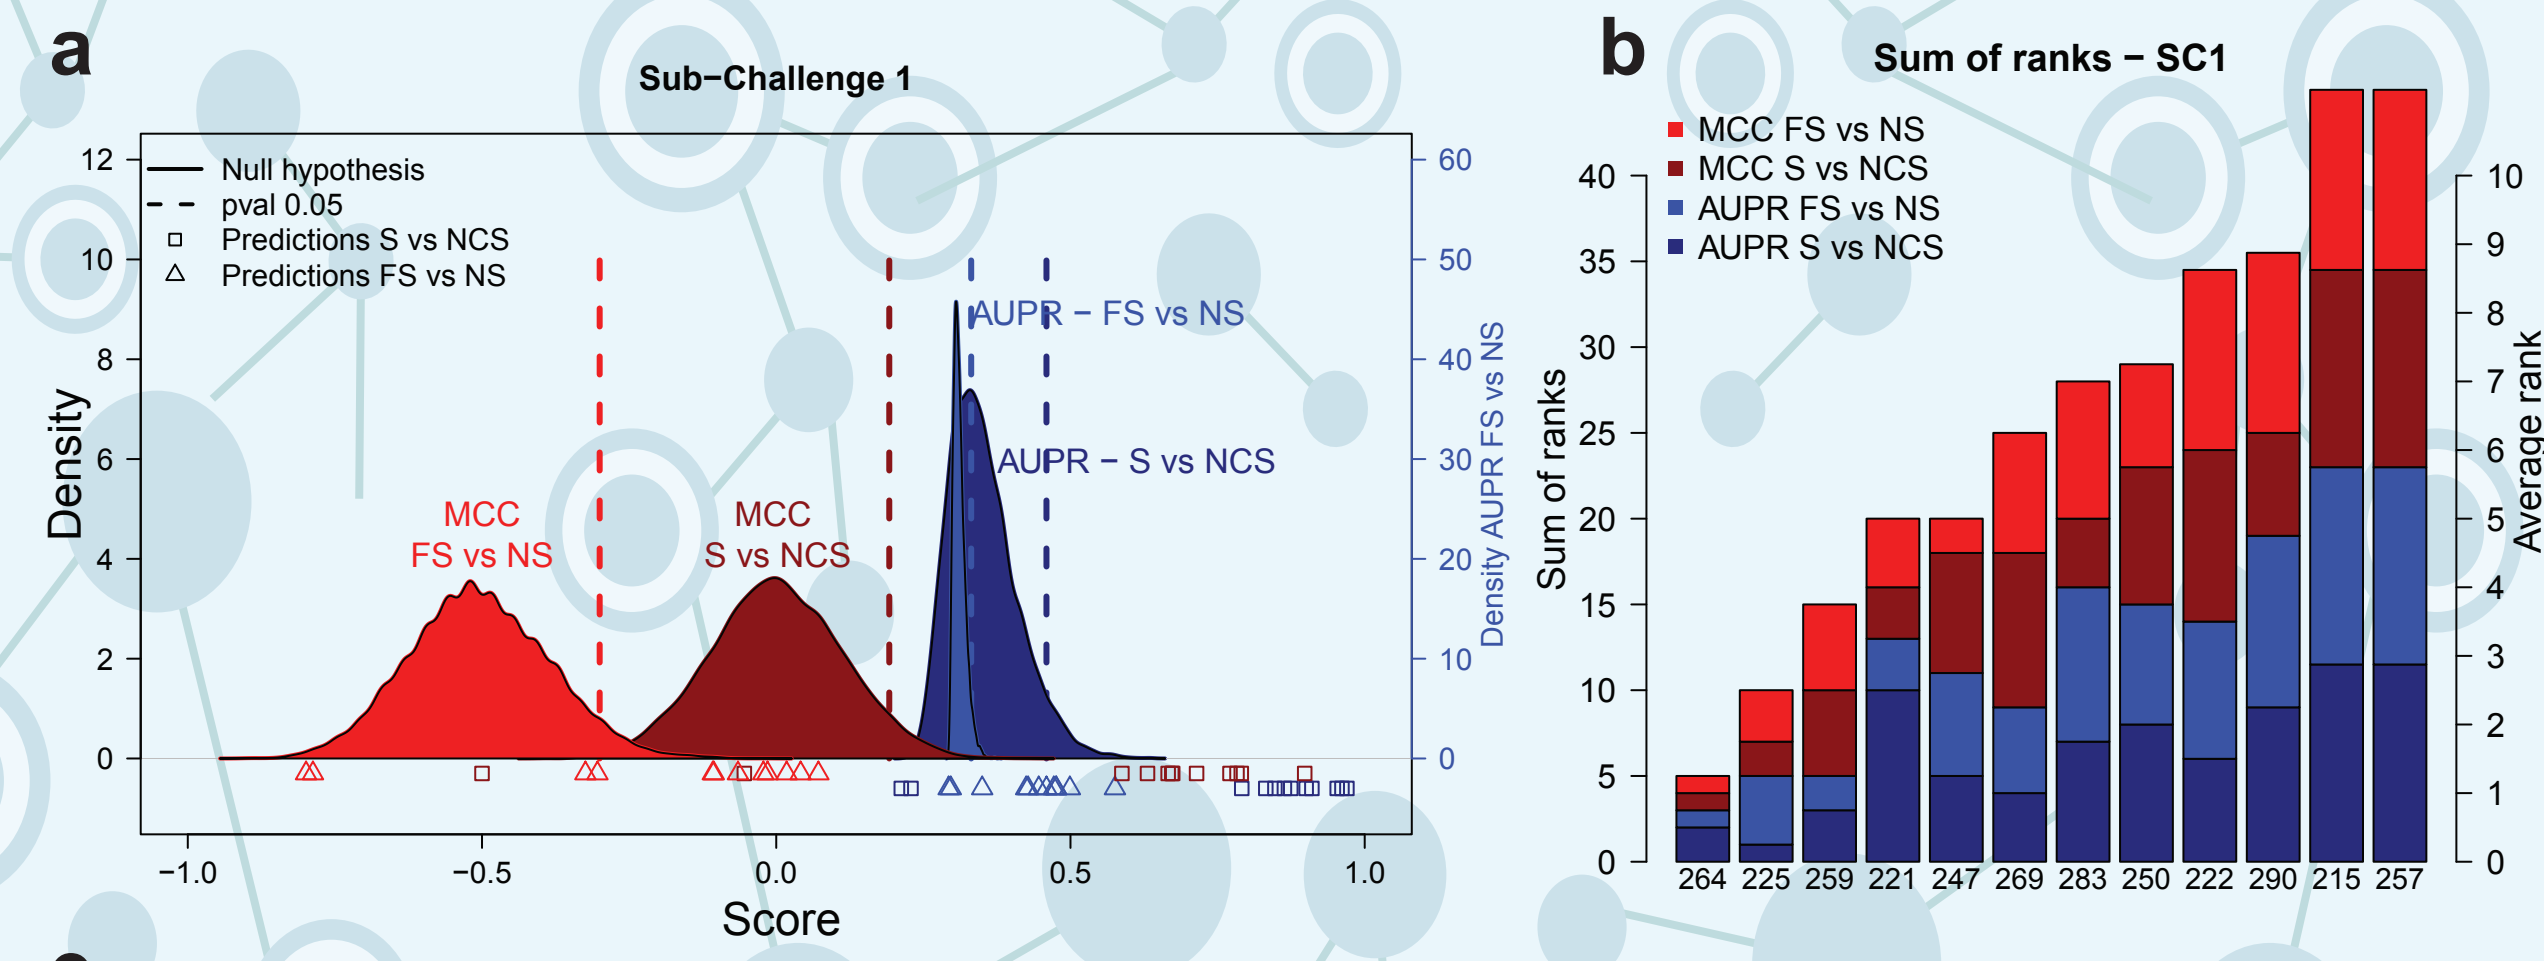 a
Sub−Challenge 1
Null hypothesis
pval 0.05
Predictions S vs NCS
Predictions FS vs NS
12
10
8
6
4
2
0
Density
60
50
40
30
20
10
0
Density AUPR FS vs NS
AUPR − FS vs NS
AUPR − S vs NCS
MCC
FS vs NS
MCC
S vs NCS
−1.0 −0.5 0.0 0.5 1.0
Score
b
Sum of ranks − SC1
MCC FS vs NS
MCC S vs NCS
AUPR FS vs NS
AUPR S vs NCS
40
35
30
25
20
15
10
5
0
Sum of ranks
10
9
8
7
6
5
4
3
2
1
0
Average rank
264 225 259 221 247 269 283 250 222 290 215 257